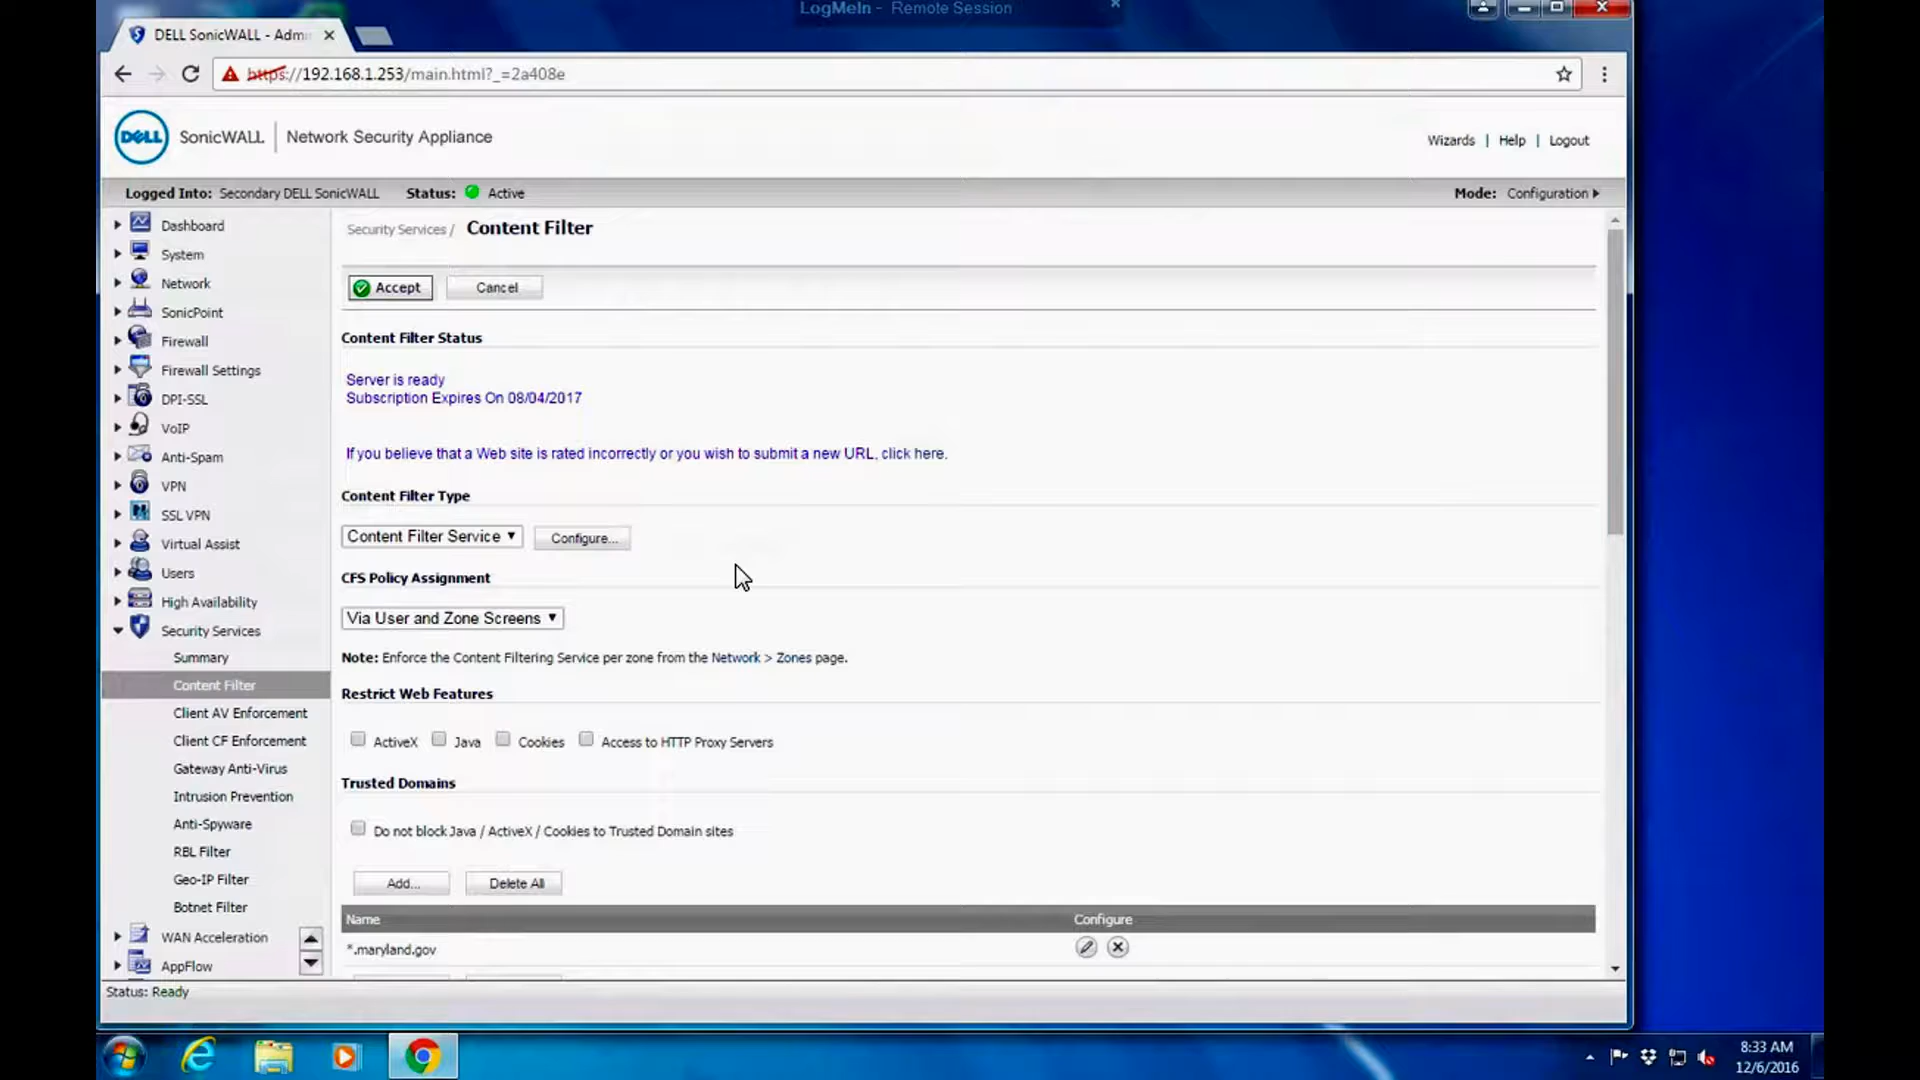 LogMeIn - Remote Session
DELL SonicWALL - Admi
https://192.168.1.253/main.html?_=2a408e
DELL SonicWALL Network Security Appliance
Wizards | Help | Logout
Logged Into: Secondary DELL SonicWALL Status: Active
Mode: Configuration
Dashboard
System
Network
SonicPoint
Firewall
Firewall Settings
DPI-SSL
VoIP
Anti-Spam
VPN
SSL VPN
Virtual Assist
Users
High Availability
Security Services
Summary
Content Filter
Client AV Enforcement
Client CF Enforcement
Gateway Anti-Virus
Intrusion Prevention
Anti-Spyware
RBL Filter
Geo-IP Filter
Botnet Filter
WAN Acceleration
AppFlow
Security Services / Content Filter
Accept Cancel
Content Filter Status
Server is ready
Subscription Expires On 08/04/2017
If you believe that a Web site is rated incorrectly or you wish to submit a new URL, click here.
Content Filter Type
Content Filter Service Configure...
CFS Policy Assignment
Via User and Zone Screens
Note: Enforce the Content Filtering Service per zone from the Network > Zones page.
Restrict Web Features
ActiveX Java Cookies Access to HTTP Proxy Servers
Trusted Domains
Do not block Java / ActiveX / Cookies to Trusted Domain sites
Add... Delete All
Name Configure
*.maryland.gov
Status: Ready
8:33 AM
12/6/2016